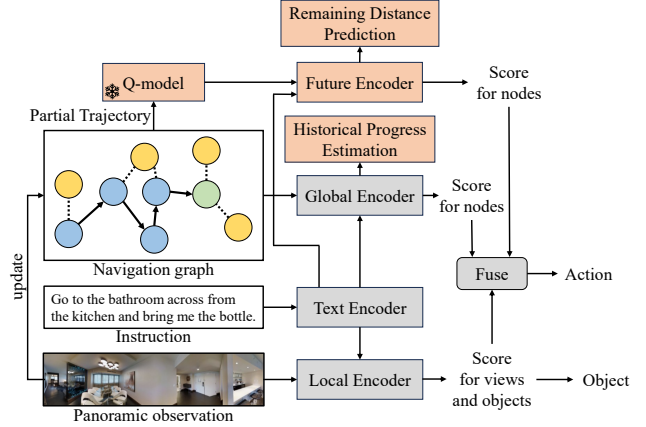 Remaining Distance
Prediction
Q-model
Future Encoder
Score
for nodes
Partial Trajectory
Historical Progress
Estimation
Global Encoder
Score
for nodes
Navigation graph
update
Fuse
Action
Go to the bathroom across from
the kitchen and bring me the bottle.
Text Encoder
Instruction
Local Encoder
Score
for views
and objects
Object
Panoramic observation